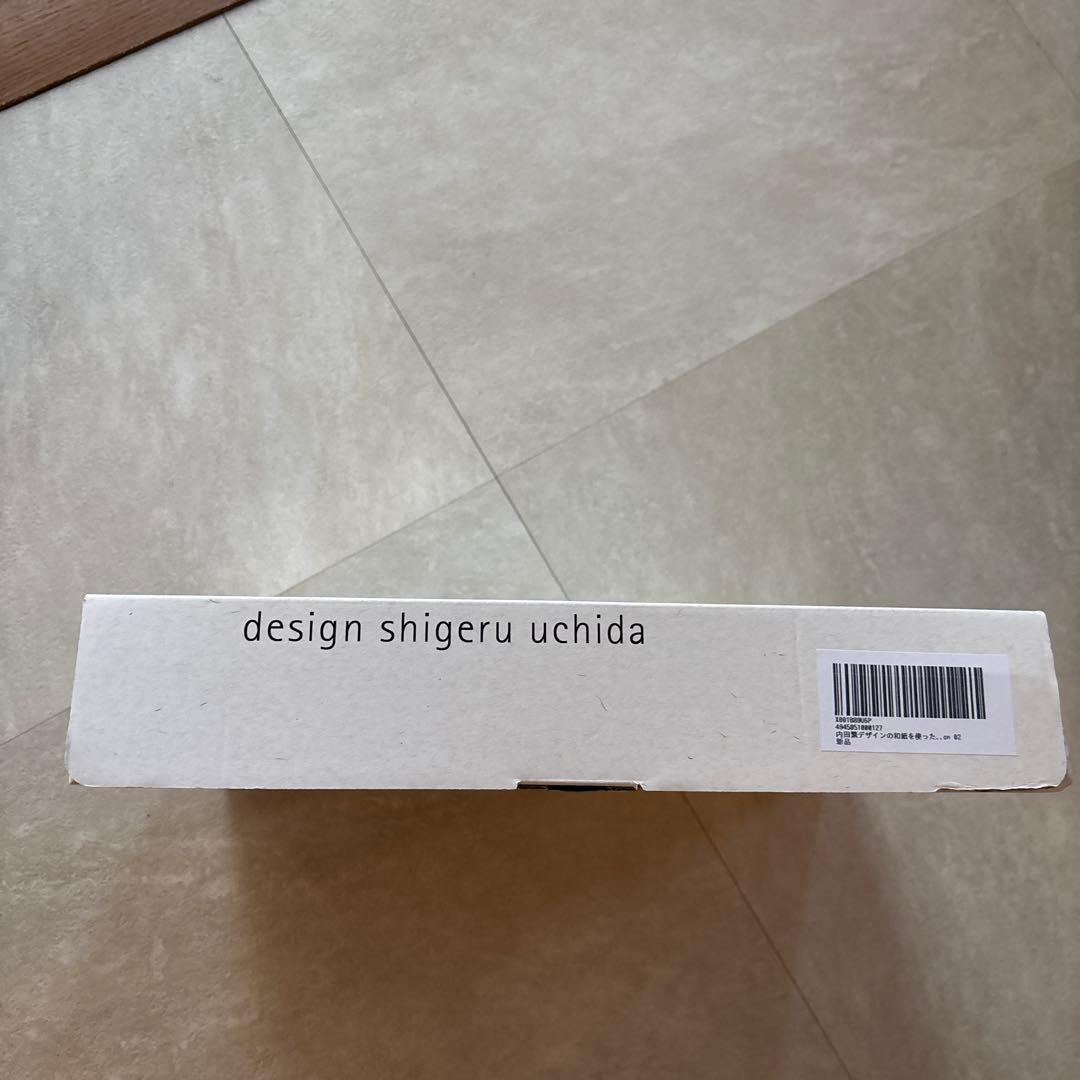 design shigeru uchida
X001B89U6P
4945051000127
内田繁デザインの和紙を使った..on 02
新品